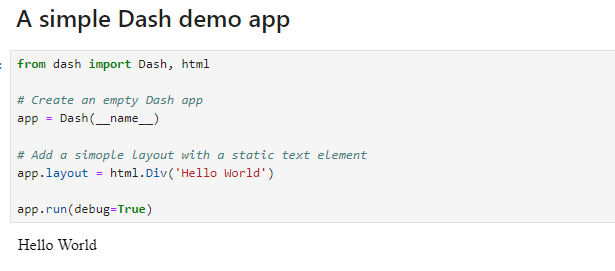 A simple Dash demo app
:
from dash import Dash, html
# Create an empty Dash app
app = Dash(__name__)
# Add a simople layout with a static text element
app.layout = html.Div('Hello World')
app.run(debug=True)
Hello World